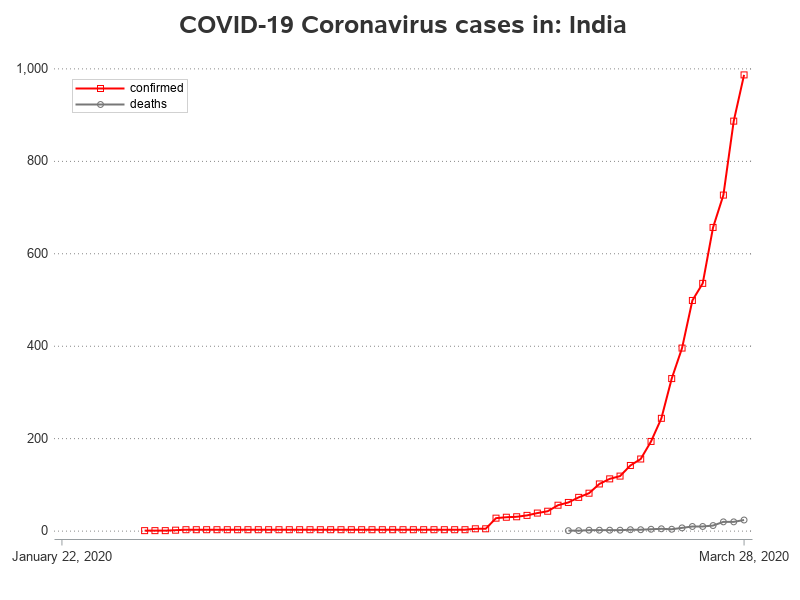 COVID-19 Coronavirus cases in: India
1,000
confirmed
deaths
800
600
400
200
0
January 22, 2020
March 28, 2020